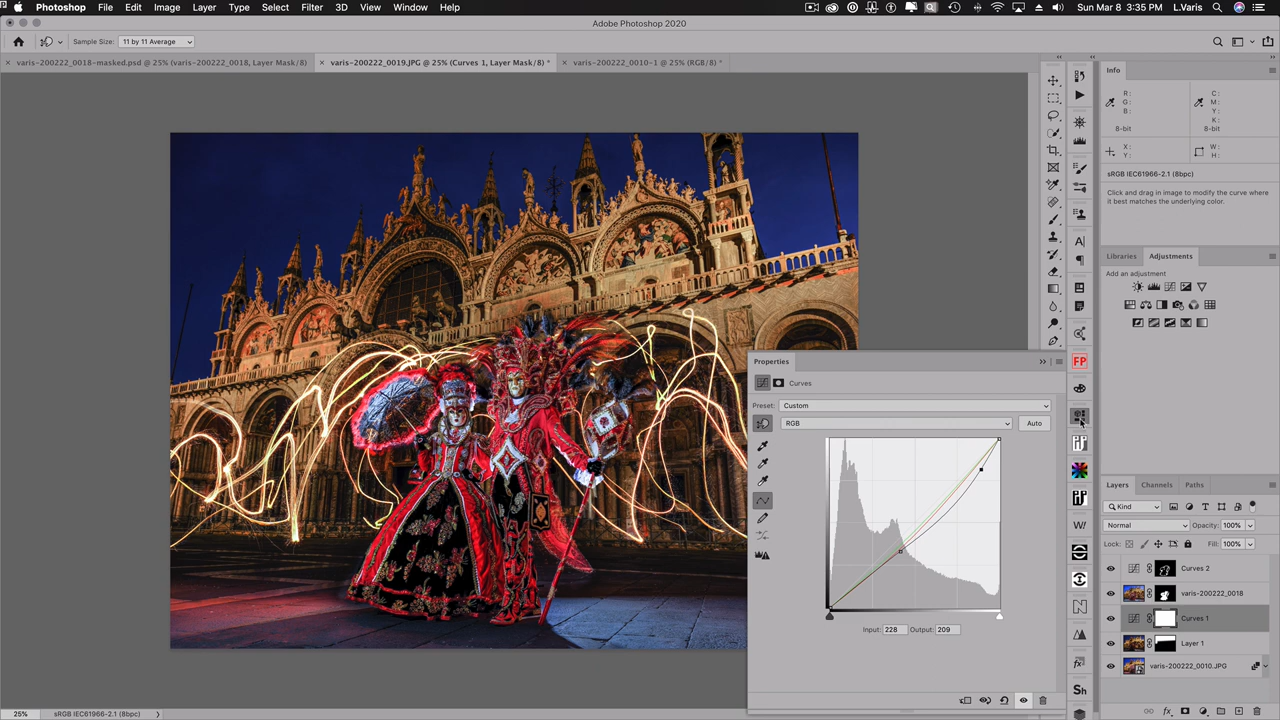 Photoshop File Edit Image Layer Type Select Filter 3D View Window Help
Sun Mar 8 3:35 PM L.Varis
Adobe Photoshop 2020
Sample Size: 11 by 11 Average
× varis-200222_0018-masked.psd @ 25% (varis-200222_0018, Layer Mask/8) × varis-200222_0019.JPG @ 25% (Curves 1, Layer Mask/8) * × varis-200222_0010-1 @ 25% (RGB/8) *
Info
R: C:
G: M:
B: Y:
K:
8-bit 8-bit
X: W:
Y: H:
sRGB IEC61966-2.1 (8bpc)
Click and drag in image to modify the curve where
it best matches the underlying color.
Libraries Adjustments
Add an adjustment
Properties
Curves
Preset: Custom
RGB Auto
Input: 228 Output: 209
FP
W!
N
fx
Sh
Layers Channels Paths
Kind
Normal Opacity: 100%
Lock: Fill: 100%
Curves 2
varis-200222_0018
Curves 1
Layer 1
varis-200222_0010.JPG
fx
25% sRGB IEC61966-2.1 (8bpc)